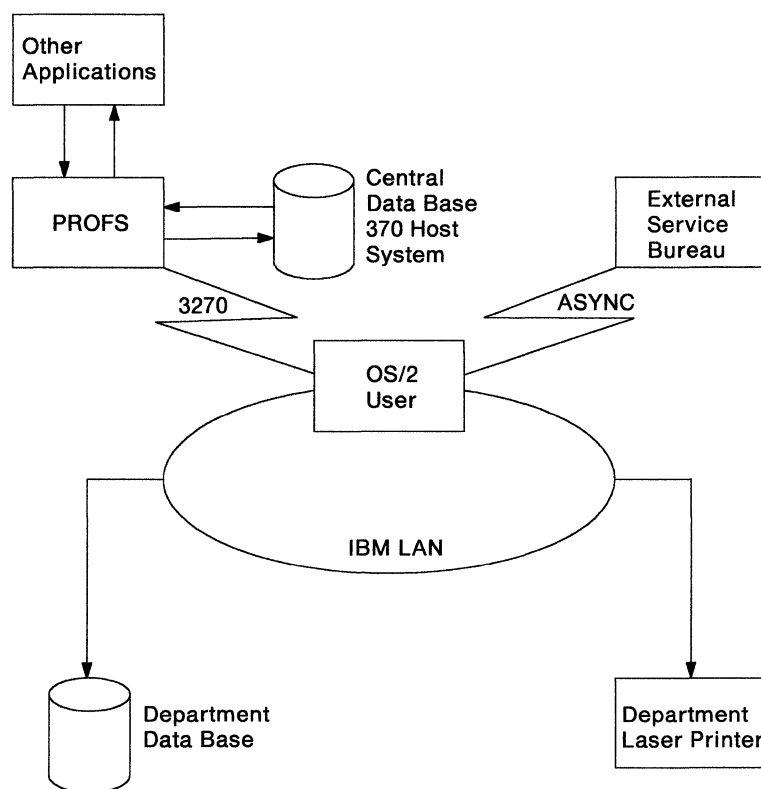 Other
Applications
PROFS
Central
Data Base
370 Host
System
External
Service
Bureau
3270
ASYNC
OS/2
User
IBM LAN
Department
Data Base
Department
Laser Printer